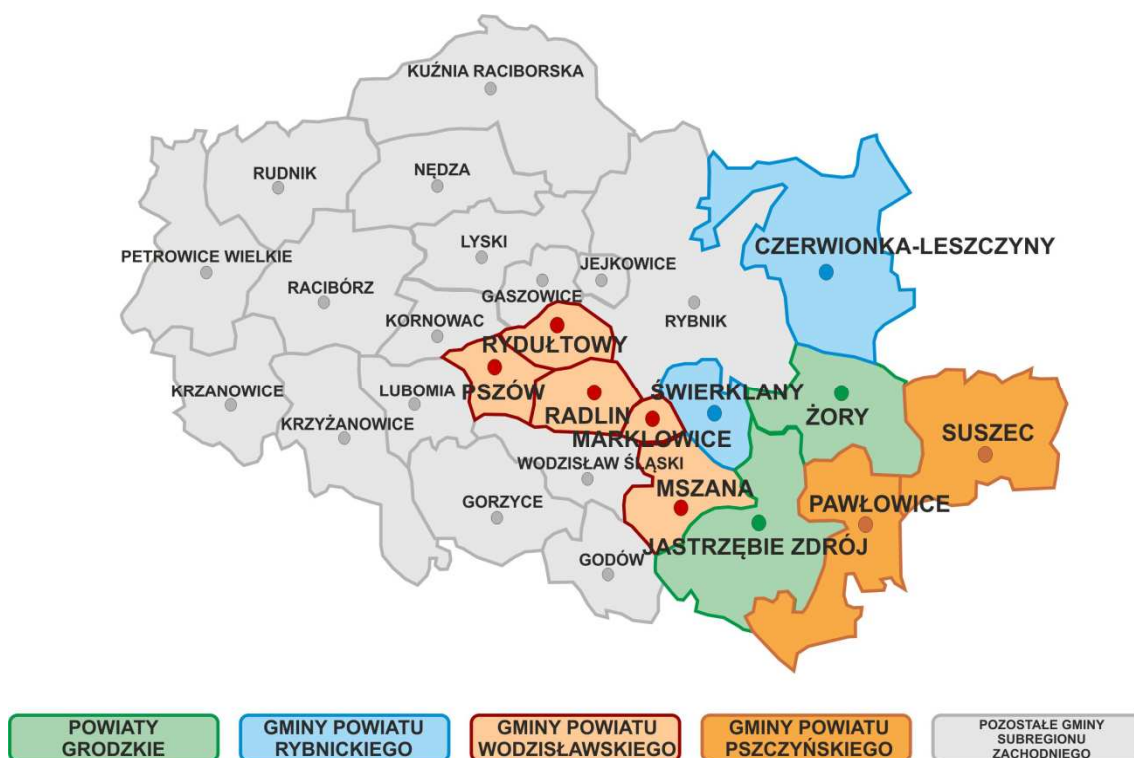 KUŹNIA RACIBORSKA
RUDNIK
NĘDZA
LYSKI
CZERWIONKA-LESZCZYNY
PETROWICE WIELKIE
JEJKOWICE
RACIBÓRZ
GASZOWICE
KORNOWAC
RYBNIK
RYDUŁTOWY
KRZANOWICE
LUBOMIA
PSZÓW
ŚWIERKLANY
RADLIN
ŻORY
KRZYŻANOWICE
MARKLOWICE
SUSZEC
WODZISŁAW ŚLĄSKI
MSZANA
GORZYCE
PAWŁOWICE
JASTRZĘBIE ZDRÓJ
GODÓW
POWIATY
GRODZKIE
GMINY POWIATU
RYBNICKIEGO
GMINY POWIATU
WODZISŁAWSKIEGO
GMINY POWIATU
PSZCZYŃSKIEGO
POZOSTAŁE GMINY
SUBREGIONU
ZACHODNIEGO